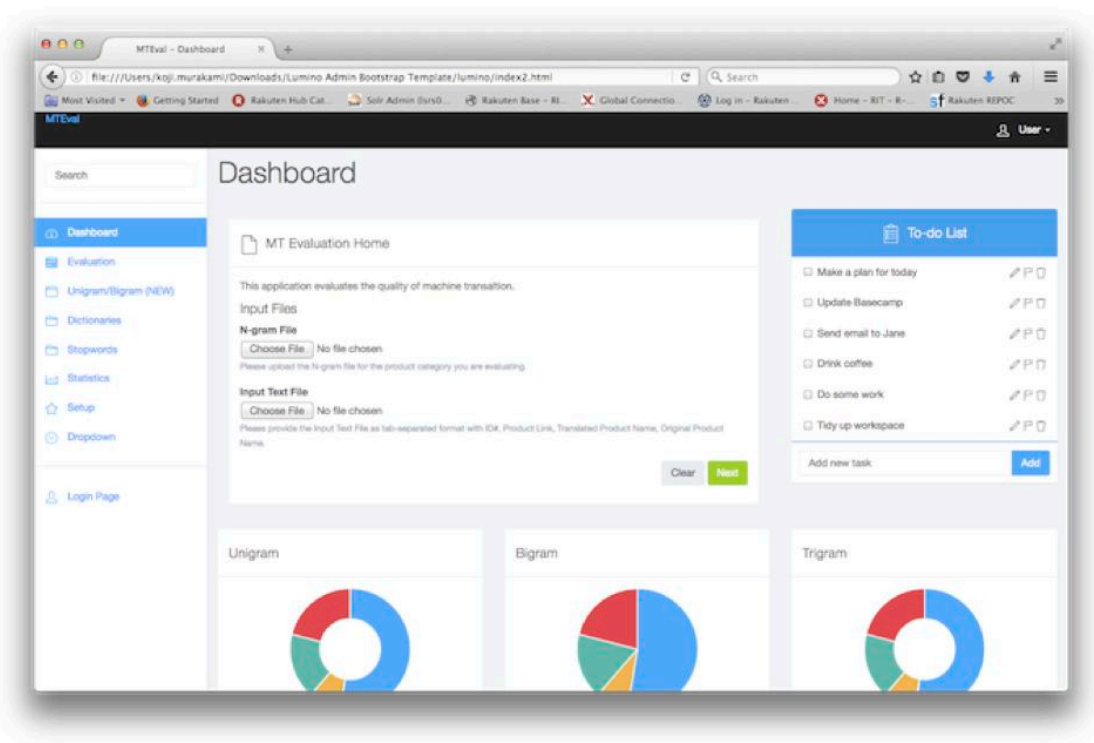 MTEval - Dashboard
file:///Users/koji.murakami/Downloads/Lumino Admin Bootstrap Template/lumino/index2.html
Search
Most Visited
Getting Started
Rakuten Hub Cat...
Solr Admin (lsrs0...
Rakuten Base - RI...
Global Connectio...
Log in - Rakuten ...
Home - RIT - R-...
Rakuten REPOC
MTEval
User
Search
Dashboard
Evaluation
Unigram/Bigram (NEW)
Dictionaries
Stopwords
Statistics
Setup
Dropdown
Login Page
Dashboard
MT Evaluation Home
This application evaluates the quality of machine transaltion.
Input Files
N-gram File
Choose File No file chosen
Please upload the N-gram file for the product category you are evaluating.
Input Text File
Choose File No file chosen
Please provide the Input Text File as tab-separated format with ID#, Product Link, Translated Product Name, Original Product
Name.
Clear Next
To-do List
Make a plan for today
Update Basecamp
Send email to Jane
Drink coffee
Do some work
Tidy up workspace
Add new task Add
Unigram
Bigram
Trigram